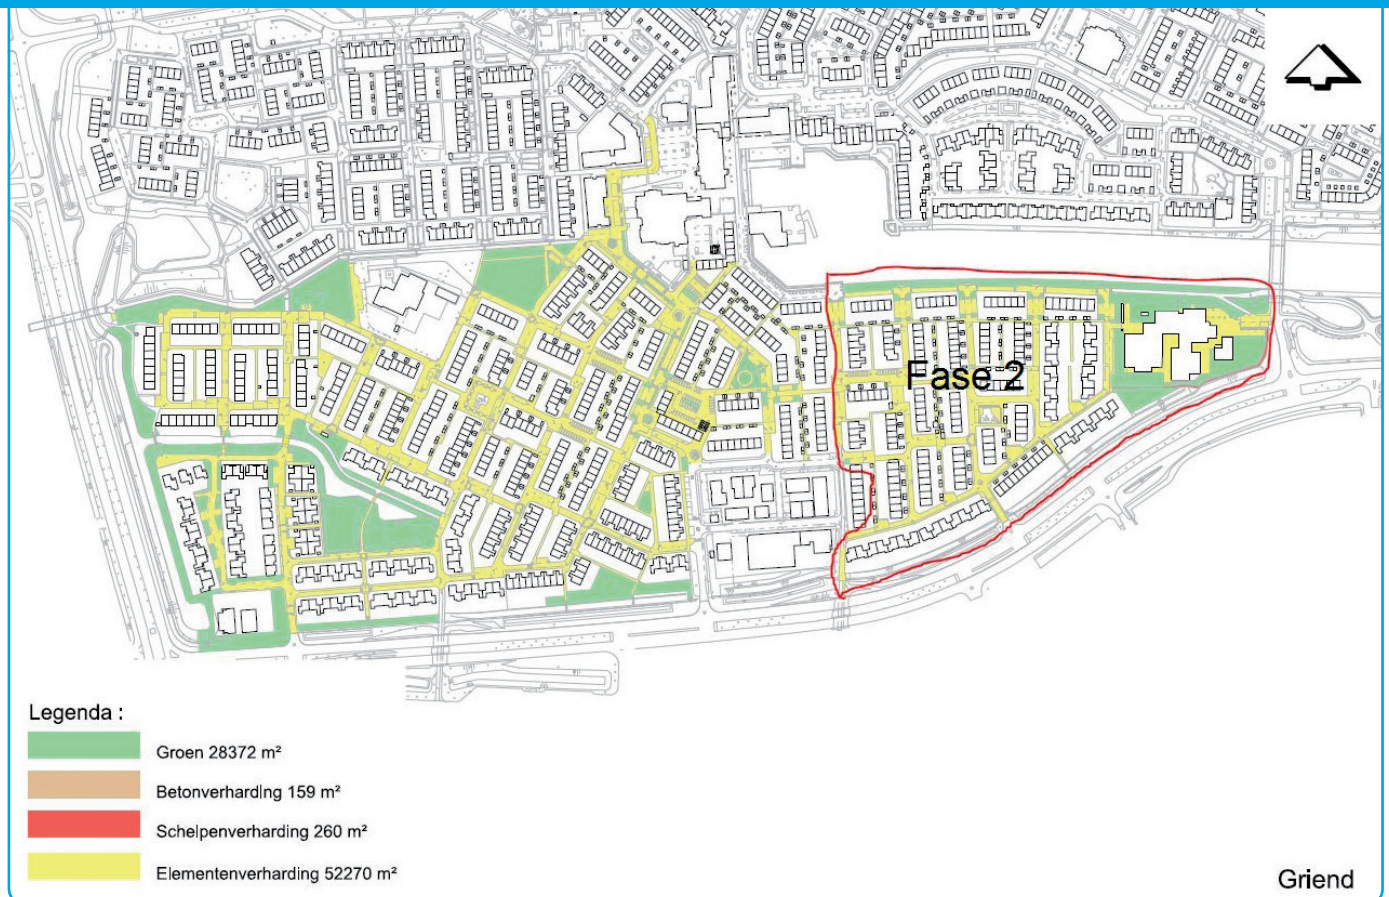 Fase 2
Legenda :
Groen 28372 m²
Betonverharding 159 m²
Schelpenverharding 260 m²
Elementenverharding 52270 m²
Griend